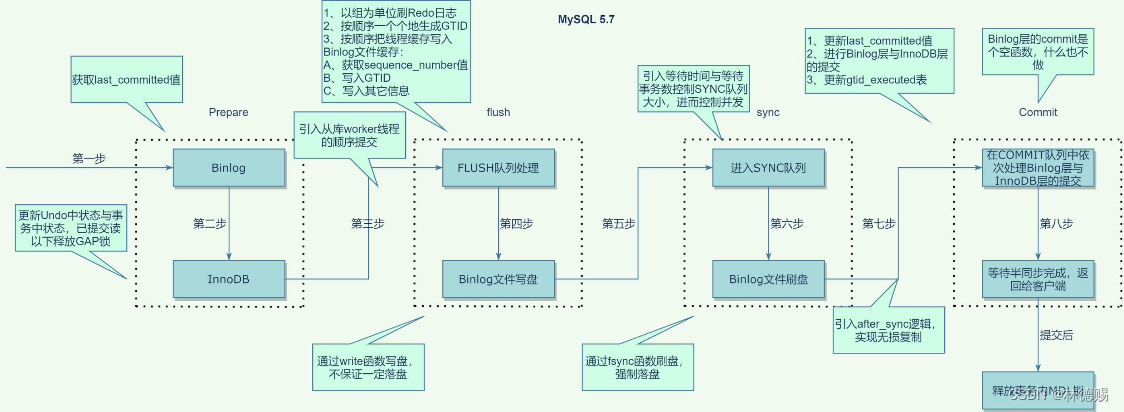 MySQL 5.7
获取last_committed值
1、以组为单位刷Redo日志
2、按顺序一个个地生成GTID
3、按顺序把线程缓存写入
Binlog文件缓存：
A、获取sequence_number值
B、写入GTID
C、写入其它信息
引入等待时间与等待
事务数控制SYNC队列
大小，进而控制并发
1、更新last_committed值
2、进行Binlog层与InnoDB层
的提交
3、更新gtid_executed表
Binlog层的commit是
个空函数，什么也不
做
Prepare
flush
sync
Commit
引入从库worker线程
的顺序提交
第一步
Binlog
FLUSH队列处理
进入SYNC队列
在COMMIT队列中依
次处理Binlog层与
InnoDB层的提交
更新Undo中状态与事
务中状态，已提交读
以下释放GAP锁
第二步
第三步
第四步
第五步
第六步
第七步
第八步
InnoDB
Binlog文件写盘
Binlog文件刷盘
等待半同步完成，返
回给客户端
引入after_sync逻辑，
实现无损复制
提交后
通过write函数写盘，
不保证一定落盘
通过fsync函数刷盘，
强制落盘
释放事务内MDL锁
CSDN @林德赐